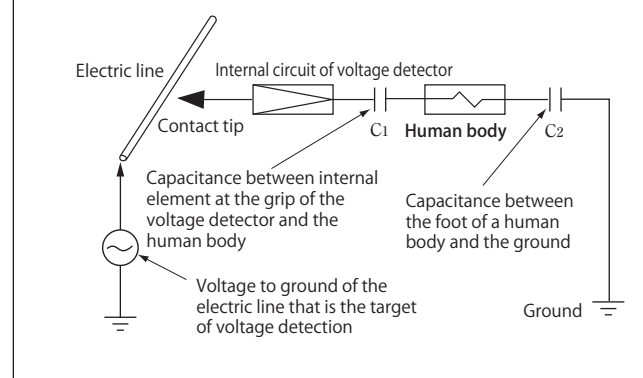 Electric line
Internal circuit of voltage detector
Contact tip
C1
Human body
C2
Capacitance between internal
element at the grip of the
voltage detector and the
human body
Capacitance between
the foot of a human
body and the ground
Voltage to ground of the
electric line that is the target
of voltage detection
Ground